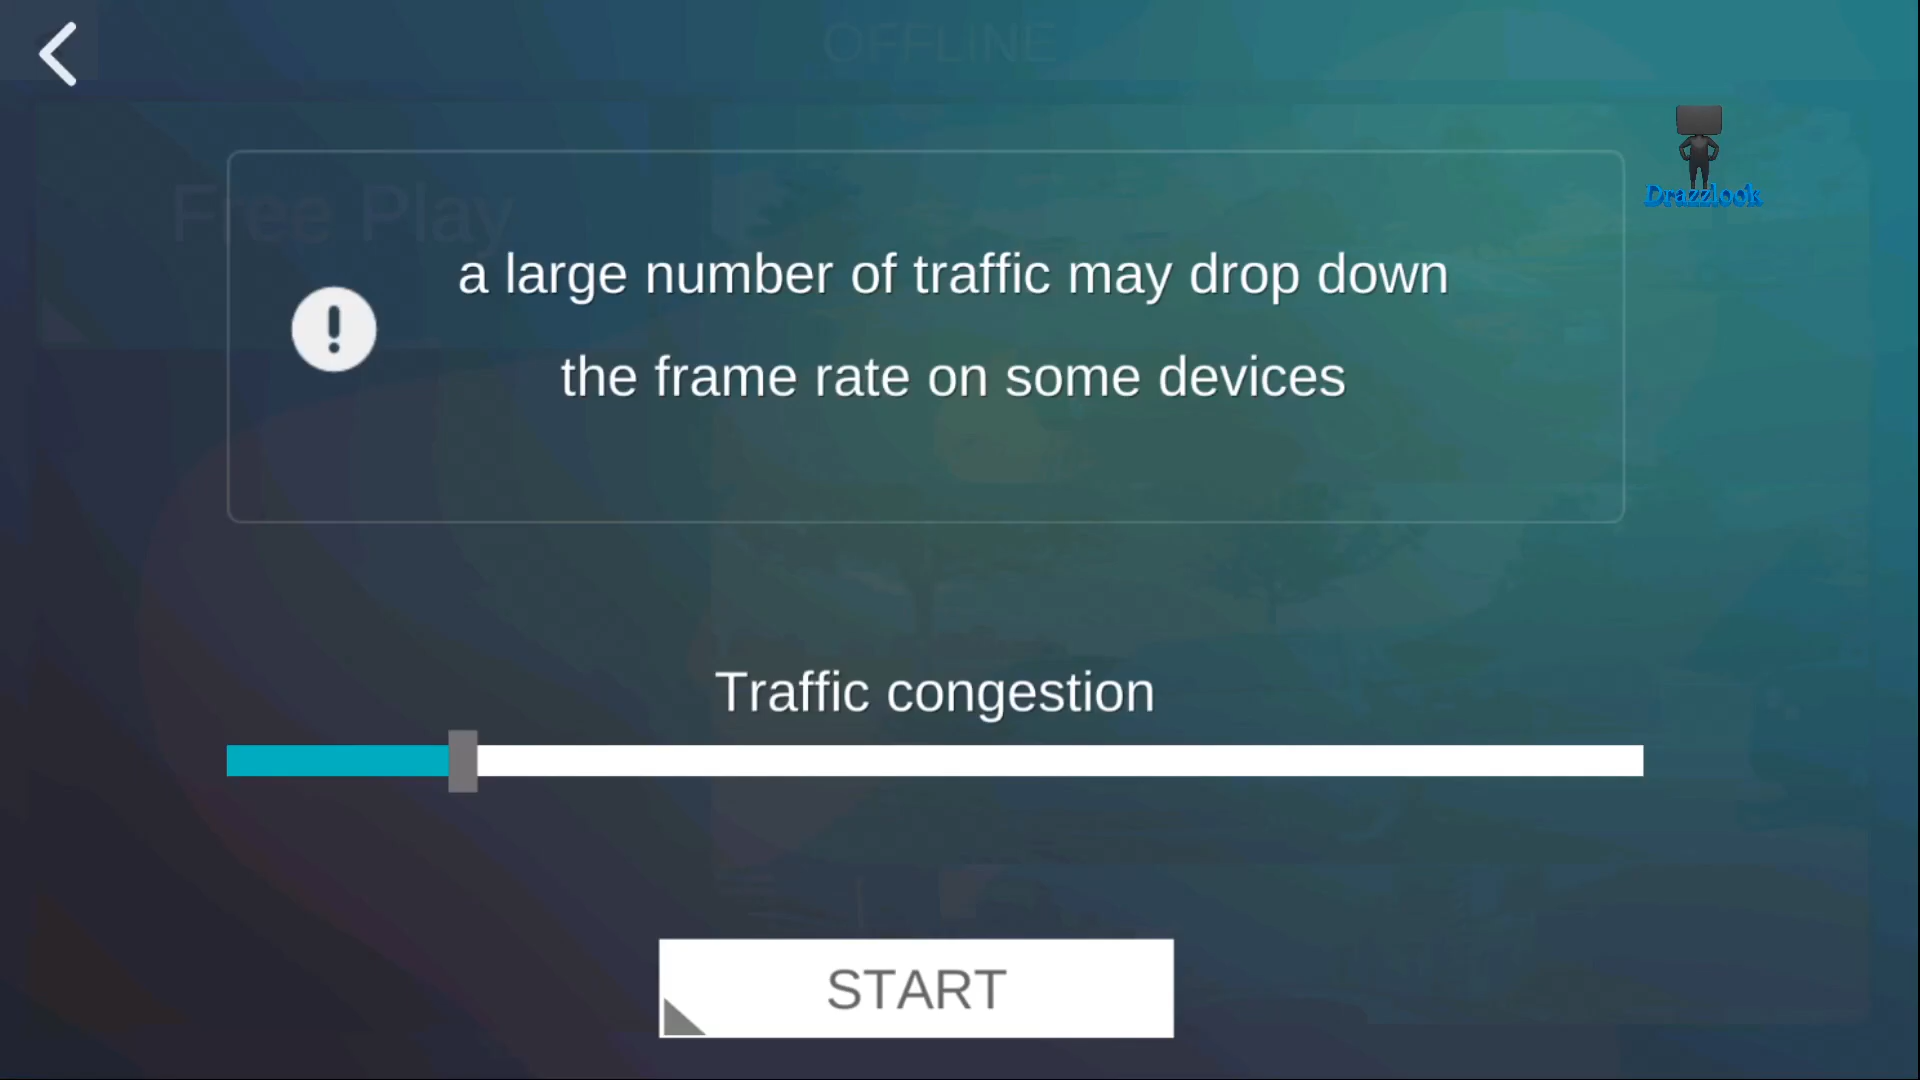 OFFLINE
Free Play
Drazzlook
a large number of traffic may drop down
the frame rate on some devices
Traffic congestion
START